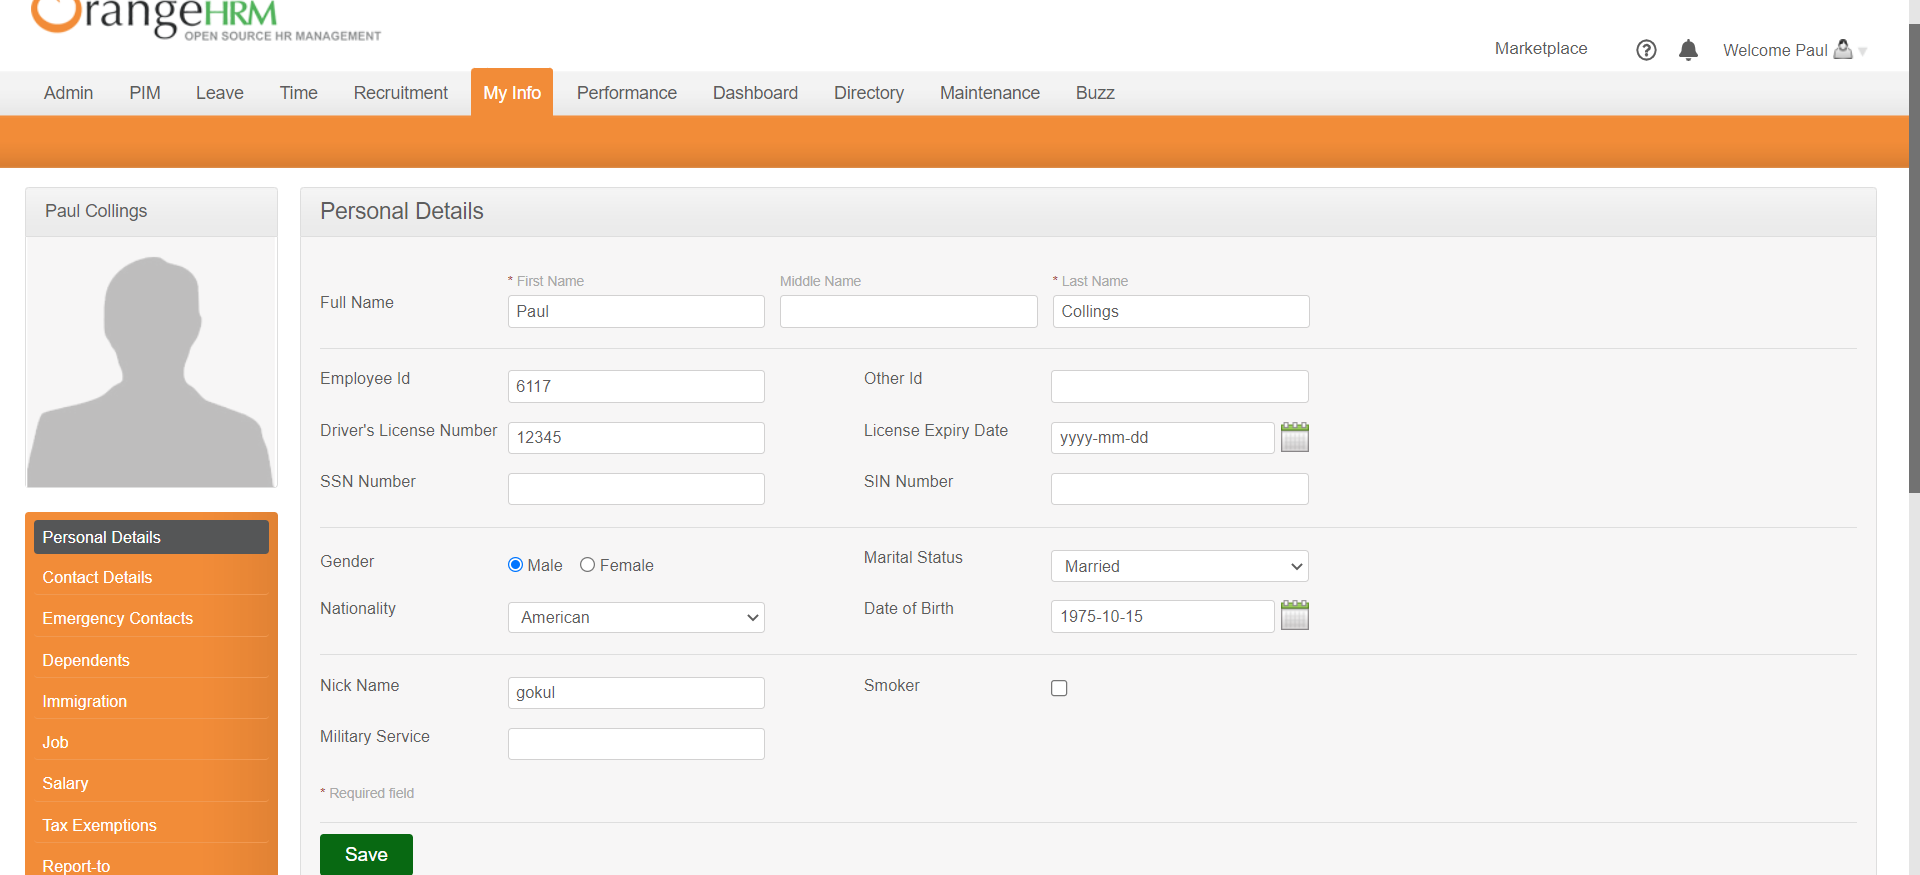 OrangeHRM
OPEN SOURCE HR MANAGEMENT
Marketplace
Welcome Paul
Admin PIM Leave Time Recruitment My Info Performance Dashboard Directory Maintenance Buzz
Paul Collings
Personal Details
* First Name Middle Name * Last Name
Full Name Paul Collings
Employee Id 6117 Other Id
Driver's License Number 12345 License Expiry Date yyyy-mm-dd
SSN Number SIN Number
Gender Male Female Marital Status Married
Nationality American Date of Birth 1975-10-15
Nick Name gokul Smoker
Military Service
* Required field
Save
Personal Details
Contact Details
Emergency Contacts
Dependents
Immigration
Job
Salary
Tax Exemptions
Report-to